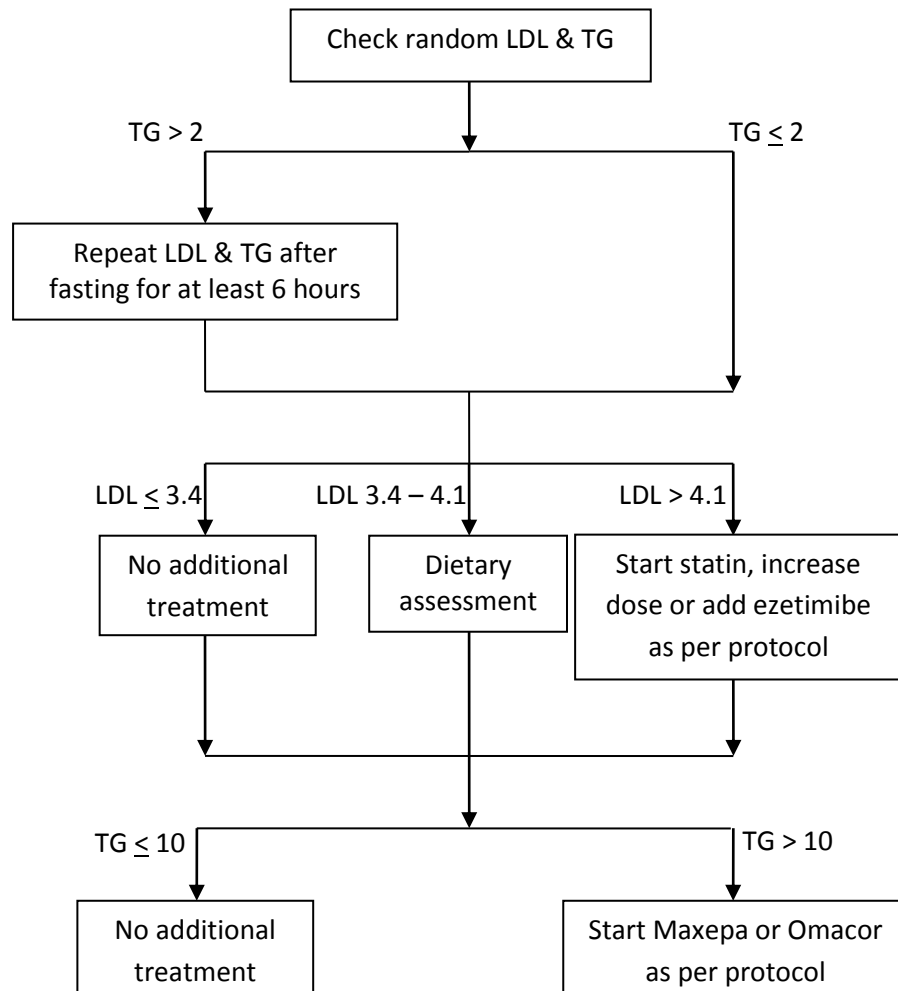 Check random LDL & TG
TG > 2
TG ≤ 2
Repeat LDL & TG after
fasting for at least 6 hours
LDL ≤ 3.4
LDL 3.4 – 4.1
LDL > 4.1
No additional
treatment
Dietary
assessment
Start statin, increase
dose or add ezetimibe
as per protocol
TG ≤ 10
TG > 10
No additional
treatment
Start Maxepa or Omacor
as per protocol